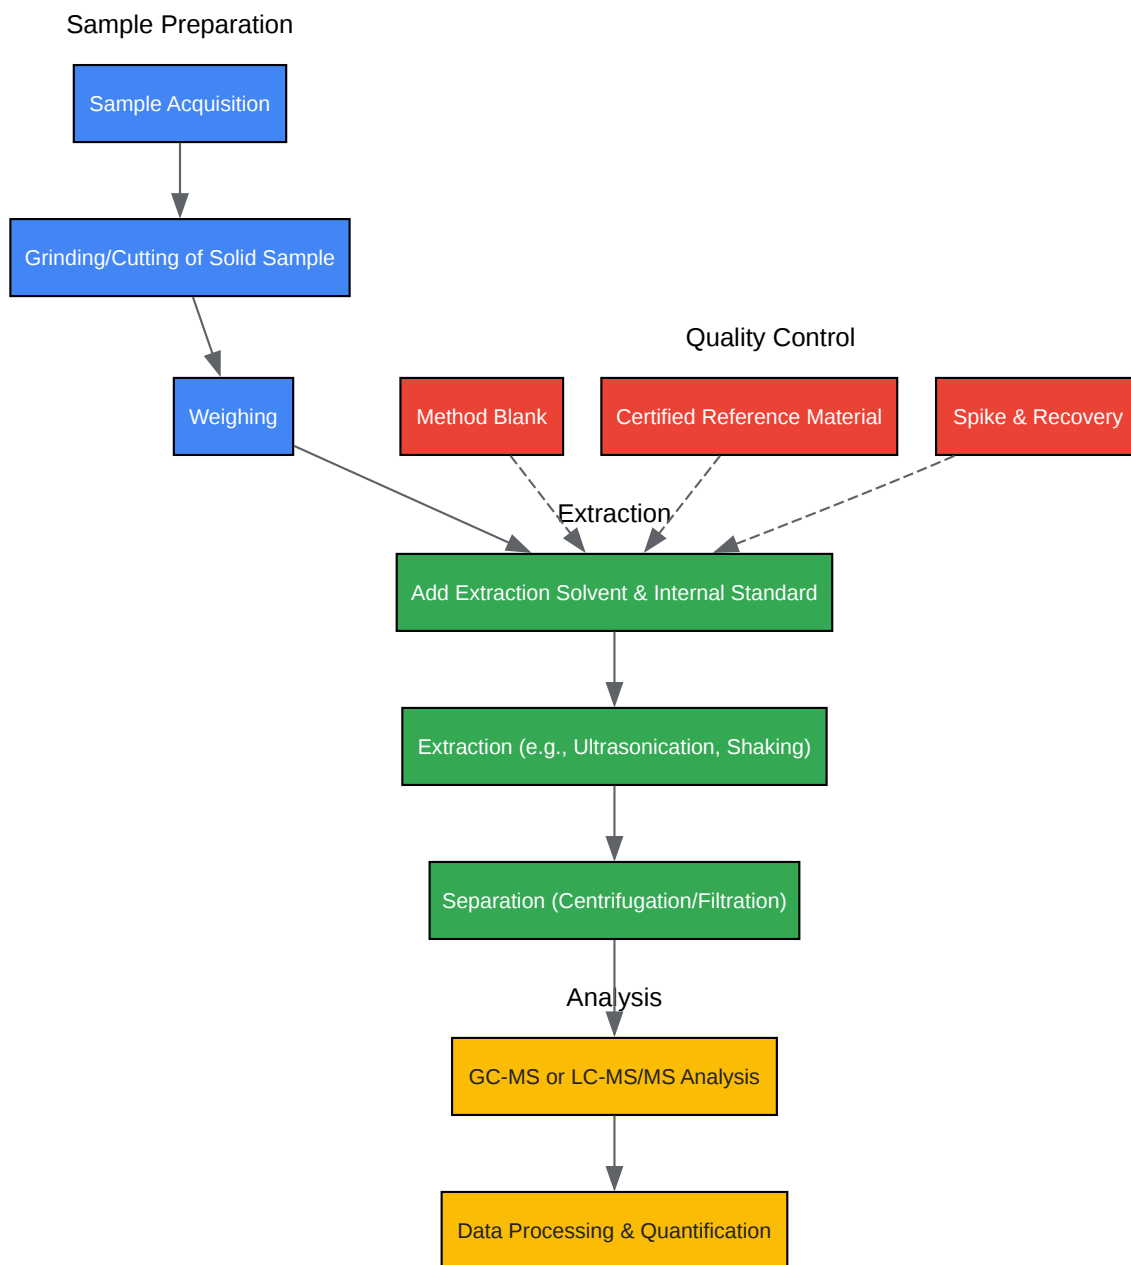 Sample Preparation
Sample Acquisition
Grinding/Cutting of Solid Sample
Quality Control
Weighing
Method Blank
Certified Reference Material
Spike & Recovery
Extraction
Add Extraction Solvent & Internal Standard
Extraction (e.g., Ultrasonication, Shaking)
Separation (Centrifugation/Filtration)
Analysis
GC-MS or LC-MS/MS Analysis
Data Processing & Quantification